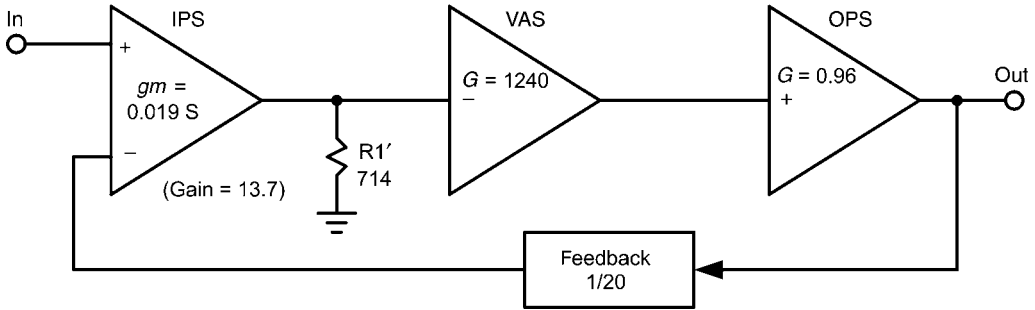 In
IPS
VAS
OPS
+
gm =
0.019 S
−
(Gain = 13.7)
R1′
714
G = 1240
−
G = 0.96
+
Out
Feedback
1/20